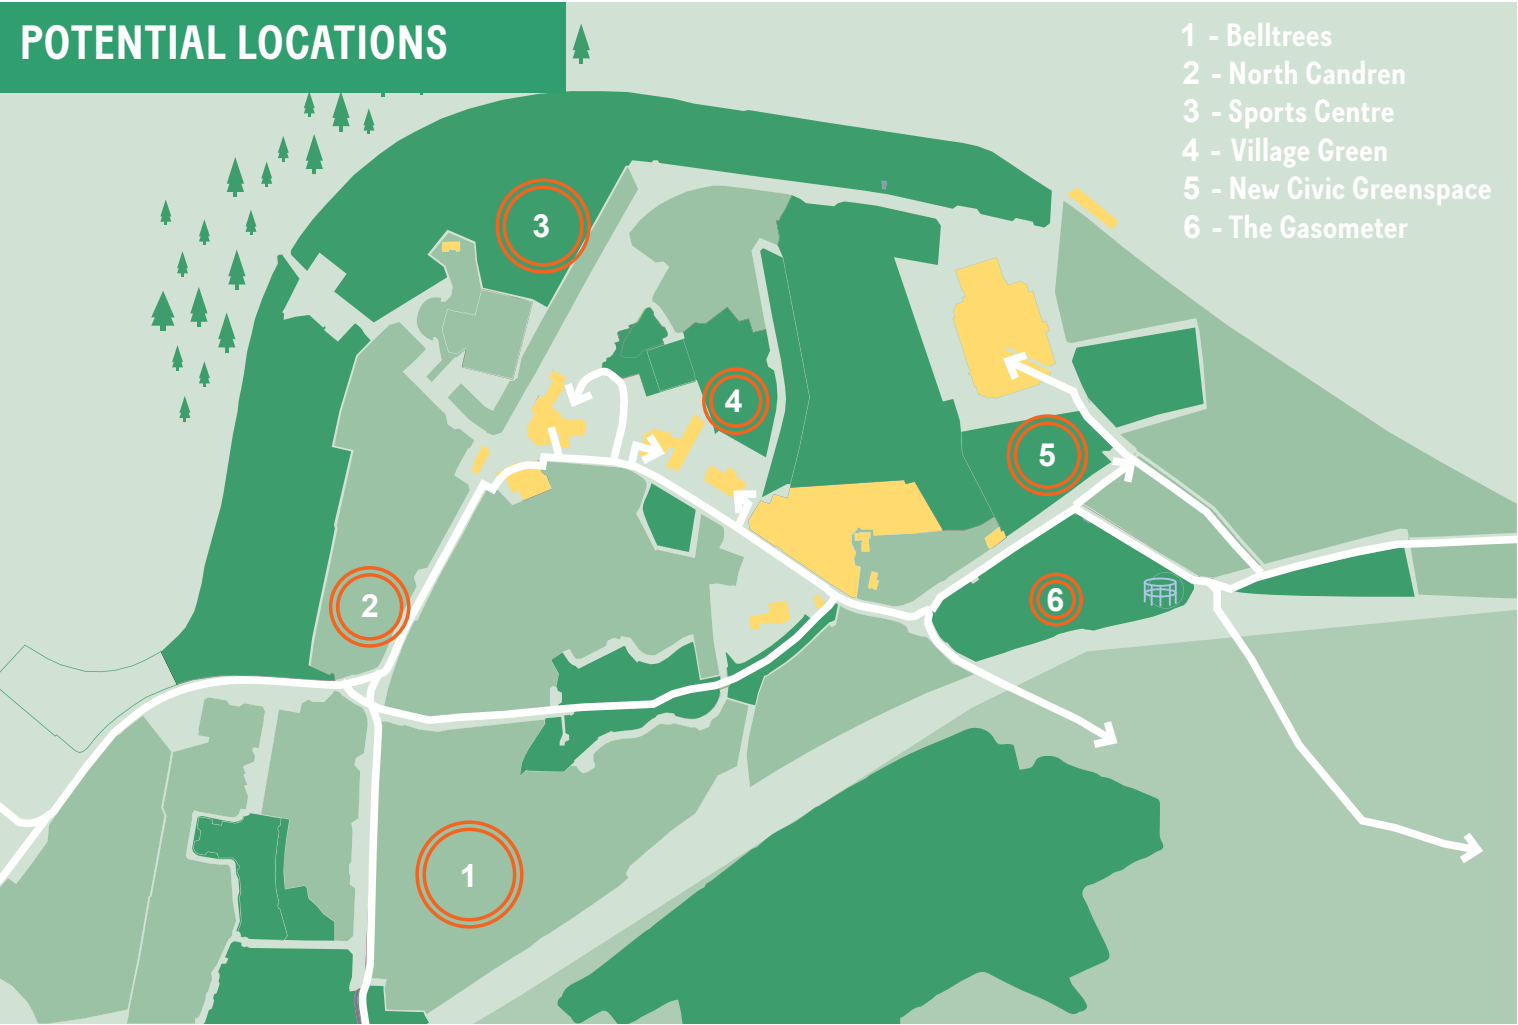 POTENTIAL LOCATIONS
1 - Belltrees
2 - North Candren
3 - Sports Centre
4 - Village Green
5 - New Civic Greenspace
6 - The Gasometer
3
4
5
6
2
1